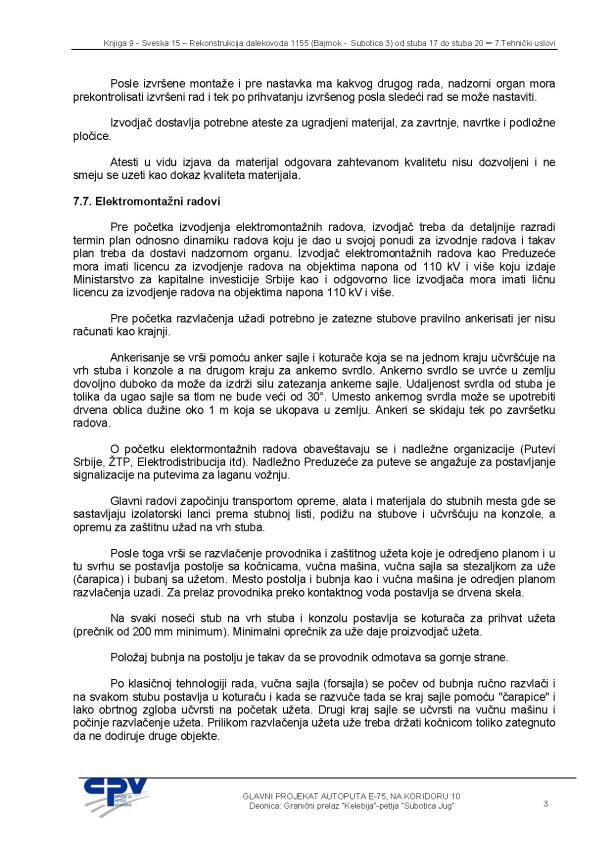 Knjiga 9 - Sveska 15 – Rekonstrukcija dalekovoda 1155 (Bajmok - Subotica 3) od stuba 17 do stuba 20 – 7.Tehnički uslovi
Posle izvršene montaže i pre nastavka ma kakvog drugog rada, nadzorni organ mora
prekontrolisati izvršeni rad i tek po prihvatanju izvršenog posla sledeći rad se može nastaviti.
Izvodjač dostavlja potrebne ateste za ugradjeni materijal, za zavrtnje, navrtke i podložne
pločice.
Atesti u vidu izjava da materijal odgovara zahtevanom kvalitetu nisu dozvoljeni i ne
smeju se uzeti kao dokaz kvaliteta materijala.
7.7. Elektromontažni radovi
Pre početka izvodjenja elektromontažnih radova, izvodjač treba da detaljnije razradi
termin plan odnosno dinamiku radova koju je dao u svojoj ponudi za izvodnje radova i takav
plan treba da dostavi nadzornom organu. Izvodjač elektromontažnih radova kao Preduzeće
mora imati licencu za izvodjenje radova na objektima napona od 110 kV i više koju izdaje
Ministarstvo za kapitalne investicije Srbije kao i odgovorno lice izvodjača mora imati ličnu
licencu za izvodjenje radova na objektima napona 110 kV i više.
Pre početka razvlačenja užadi potrebno je zatezne stubove pravilno ankerisati jer nisu
računati kao krajnji.
Ankerisanje se vrši pomoću anker sajle i koturače koja se na jednom kraju učvršćuje na
vrh stuba i konzole a na drugom kraju za ankerno svrdlo. Ankerno svrdlo se uvrće u zemlju
dovoljno duboko da može da izdrži silu zatezanja ankerne sajle. Udaljenost svrdla od stuba je
tolika da ugao sajle sa tlom ne bude veći od 30°. Umesto ankernog svrdla može se upotrebiti
drvena oblica dužine oko 1 m koja se ukopava u zemlju. Ankeri se skidaju tek po završetku
radova.
O početku elektormontažnih radova obaveštavaju se i nadležne organizacije (Putevi
Srbije, ŽTP, Elektrodistribucija itd). Nadležno Preduzeće za puteve se angažuje za postavljanje
signalizacije na putevima za laganu vožnju.
Glavni radovi započinju transportom opreme, alata i materijala do stubnih mesta gde se
sastavljaju izolatorski lanci prema stubnoj listi, podižu na stubove i učvršćuju na konzole, a
opremu za zaštitnu užad na vrh stuba.
Posle toga vrši se razvlačenje provodnika i zaštitnog užeta koje je odredjeno planom i u
tu svrhu se postavlja postolje sa kočnicama, vučna mašina, vučna sajla sa stezaljkom za uže
(čarapica) i bubanj sa užetom. Mesto postolja i bubnja kao i vučna mašina je odredjen planom
razvlačenja uzadi. Za prelaz provodnika preko kontaktnog voda postavlja se drvena skela.
Na svaki noseći stub na vrh stuba i konzolu postavlja se koturača za prihvat užeta
(prečnik od 200 mm minimum). Minimalni oprečnik za uže daje proizvodjač užeta.
Položaj bubnja na postolju je takav da se provodnik odmotava sa gornje strane.
Po klasičnoj tehnologiji rada, vučna sajla (forsajla) se počev od bubnja ručno razvlači i
na svakom stubu postavlja u koturaču i kada se razvuče tada se kraj sajle pomoću "čarapice" i
lako obrtnog zgloba učvrsti na početak užeta. Drugi kraj sajle se učvrsti na vučnu mašinu i
počinje razvlačenje užeta. Prilikom razvlačenja užeta uže treba držati kočnicom toliko zategnuto
da ne dodiruje druge objekte.
GLAVNI PROJEKAT AUTOPUTA E-75, NA KORIDORU 10
Deonica: Granični prelaz "Kelebija"-petlja "Subotica Jug"
3